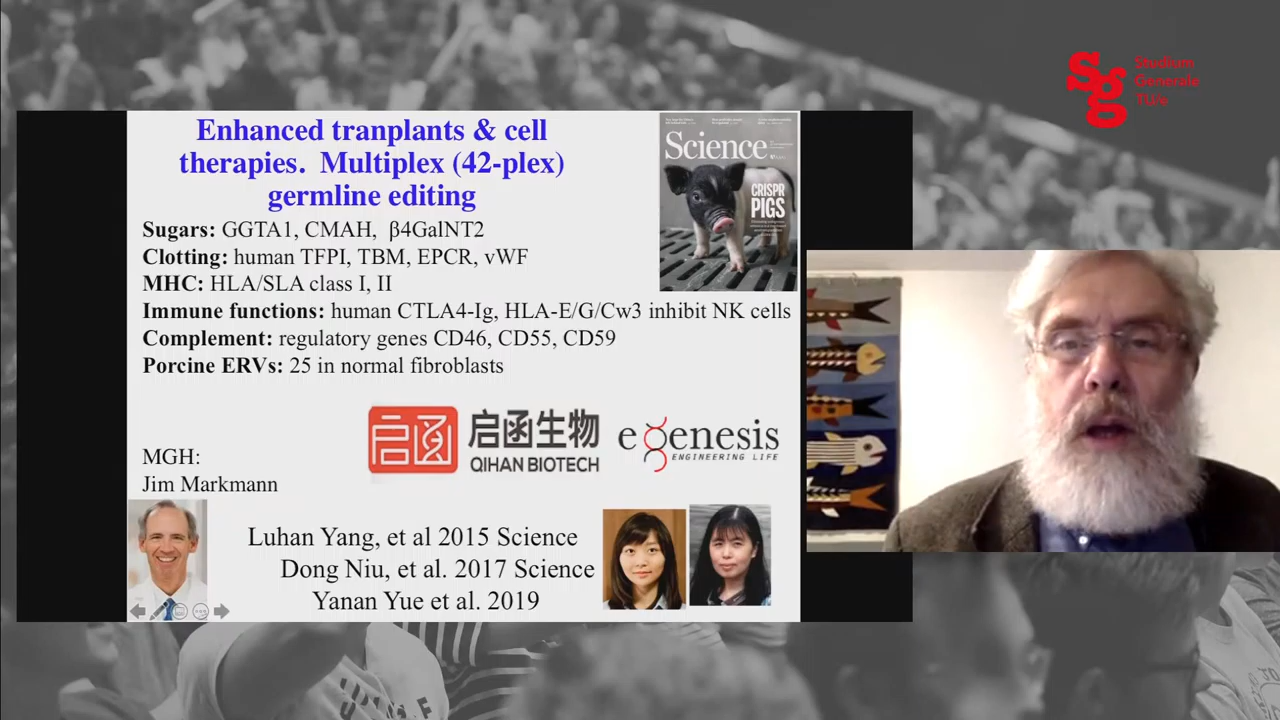 Sg
Studium
Generale
TU/e
Enhanced tranplants & cell
therapies. Multiplex (42-plex)
germline editing
Sugars: GGTA1, CMAH, β4GalNT2
Clotting: human TFPI, TBM, EPCR, vWF
MHC: HLA/SLA class I, II
Immune functions: human CTLA4-Ig, HLA-E/G/Cw3 inhibit NK cells
Complement: regulatory genes CD46, CD55, CD59
Porcine ERVs: 25 in normal fibroblasts
Science
CRISPR
PIGS
启函
启函生物
QIHAN BIOTECH
egenesis
ENGINEERING LIFE
MGH:
Jim Markmann
Luhan Yang, et al 2015 Science
Dong Niu, et al. 2017 Science
Yanan Yue et al. 2019